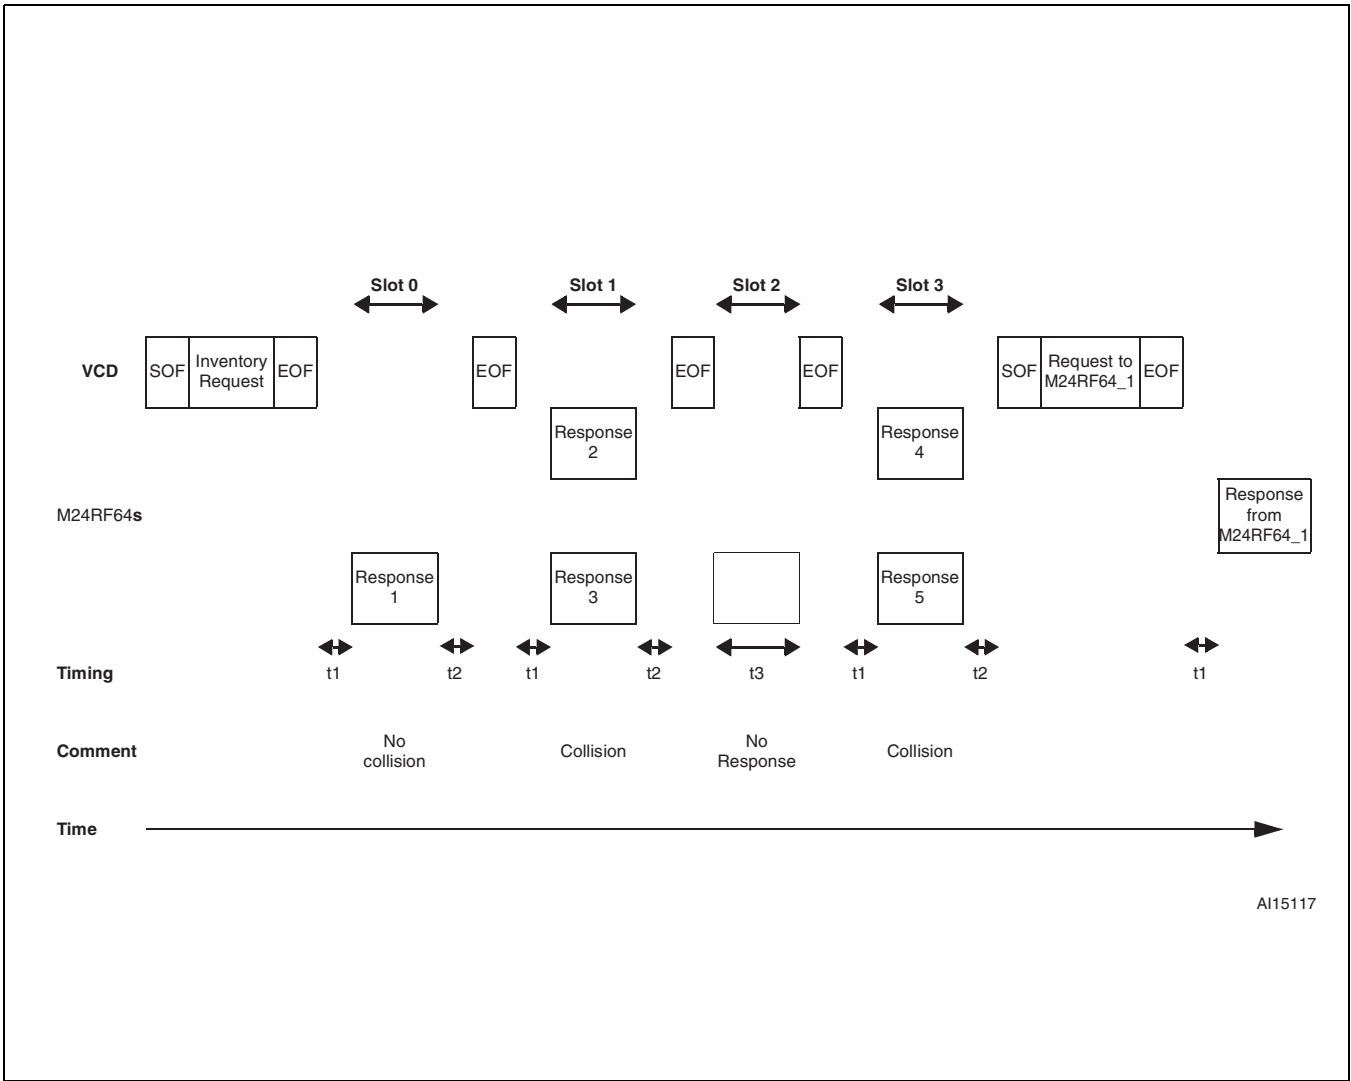 Slot 0 Slot 1 Slot 2 Slot 3
VCD SOF Inventory Request EOF EOF EOF EOF SOF Request to M24RF64_1 EOF
Response 2
Response 4
M24RF64s
Response from M24RF64_1
Response 1
Response 3
Response 5
Timing t1 t2 t1 t2 t3 t1 t2 t1
Comment No collision Collision No Response Collision
Time
AI15117